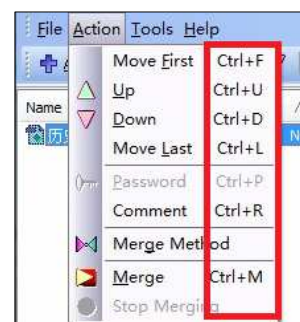 File Action Tools Help
Move First Ctrl+F
Name Up Ctrl+U
Down Ctrl+D
历 Move Last Ctrl+L N
Password Ctrl+P
Comment Ctrl+R
Merge Method
Merge Ctrl+M
Stop Merging